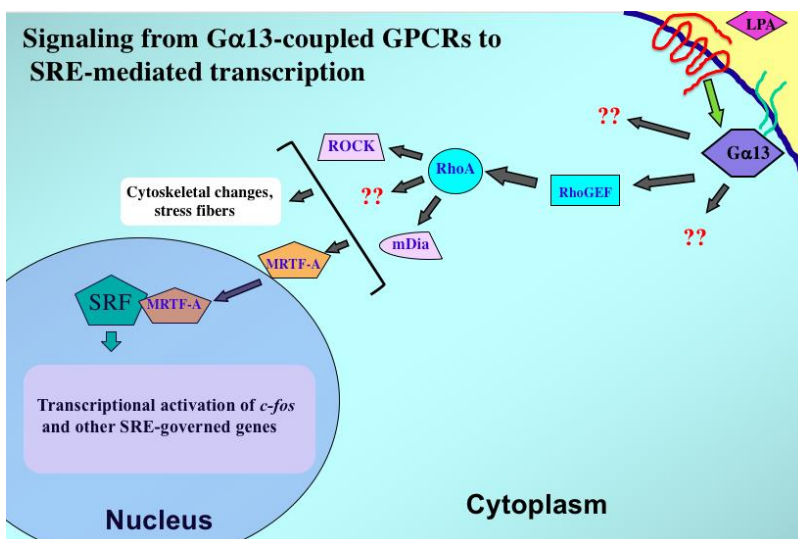 Signaling from Gα13-coupled GPCRs to
SRE-mediated transcription
LPA
??
Gα13
ROCK
RhoA
RhoGEF
Cytoskeletal changes,
stress fibers
??
??
mDia
MRTF-A
SRF
MRTF-A
Transcriptional activation of c-fos
and other SRE-governed genes
Nucleus
Cytoplasm